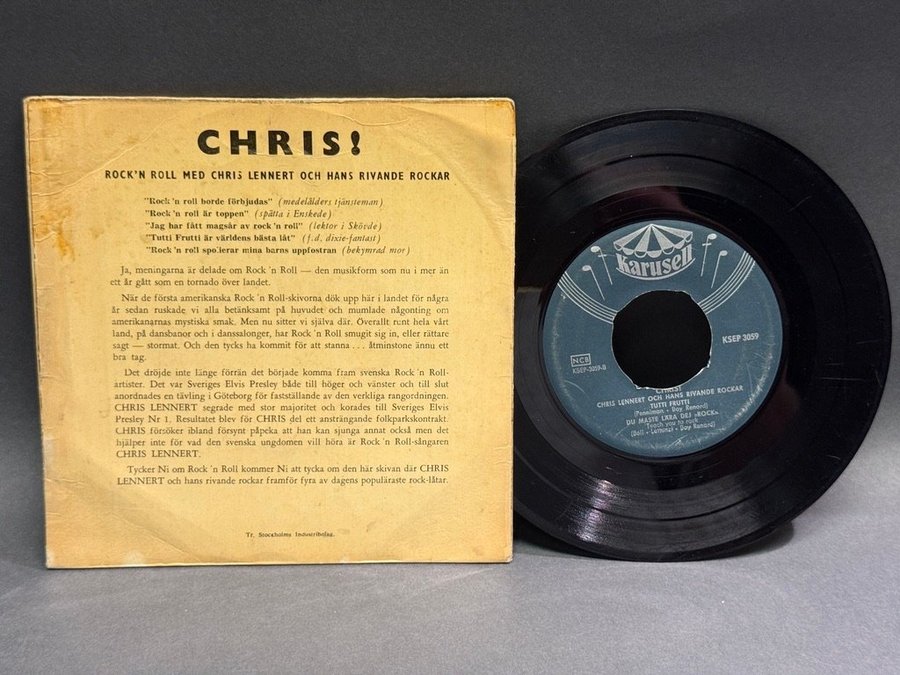 CHRIS!
ROCK'N ROLL MED CHRIS LENNERT OCH HANS RIVANDE ROCKAR
"Rock'n roll borde förbjudas" (medelålders tjänsteman)
"Rock'n roll är toppen" (spätta i Enskede)
"Jag har fått magsår av rock'n roll" (lektor i Skövde)
"Tutti Frutti är världens bästa låt" (f.d. dixie-fantast)
"Rock'n roll spolierar mina barns uppfostran (bekymrad mor)
Ja, meningarna är delade om Rock'n Roll — den musikform som nu i mer än
ett år gått som en tornado över landet.
När de första amerikanska Rock'n Roll-skivorna dök upp här i landet för några
år sedan ruskade vi alla betänksamt på huvudet och mumlade någonting om
amerikanarnas mystiska smak. Men nu sitter vi själva där. Överallt runt hela vårt
land, på dansbanor och i danssalonger, har Rock'n Roll smugit sig in, eller rättare
sagt — stormat. Och den tycks ha kommit för att stanna . . . åtminstone ännu ett
bra tag.
Det dröjde inte länge förrän det började komma fram svenska Rock'n Roll-
artister. Det var Sveriges Elvis Presley både till höger och vänster och till slut
anordnades en tävling i Göteborg för fastställande av den verkliga rangordningen.
CHRIS LENNERT segrade med stor majoritet och korades till Sveriges Elvis
Presley Nr 1. Resultatet blev för CHRIS del ett ansträngande folkparkskontrakt.
CHRIS försöker ibland försynt påpeka att han kan sjunga annat också men det
hjälper inte för vad den svenska ungdomen vill höra är Rock'n Roll-sångaren
CHRIS LENNERT.
Tycker Ni om Rock'n Roll kommer Ni att tycka om den här skivan där CHRIS
LENNERT och hans rivande rockar framför fyra av dagens populäraste rock-låtar.
Tr. Stockholms Industribolag.
Karusell
KSEP 3059
NCB
KSEP-3059-B
CHRIS!
CHRIS LENNERT OCH HANS RIVANDE ROCKAR
TUTTI FRUTTI
(Penniman - Day Renard)
DU MÅSTE LÄRA DEJ »ROCK»
Teach you to rock
(Bell - Lattimer - Day Renard)